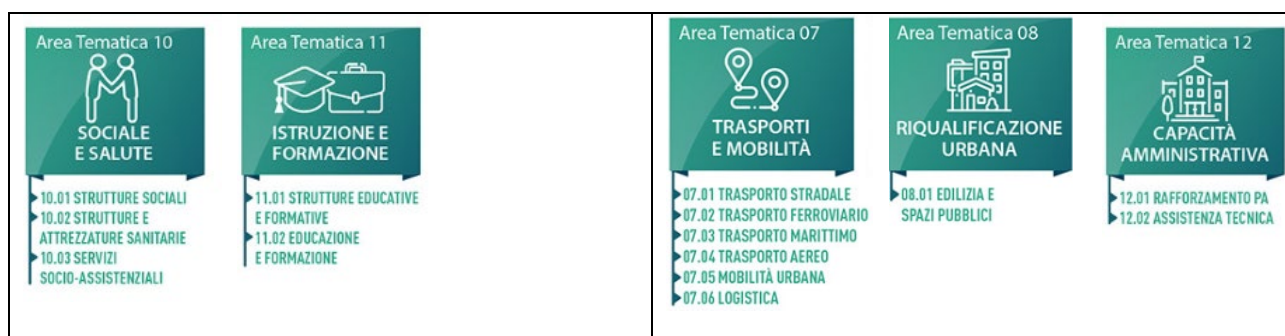 Area Tematica 10
SOCIALE
E SALUTE
10.01 STRUTTURE SOCIALI
10.02 STRUTTURE E
ATTREZZATURE SANITARIE
10.03 SERVIZI
SOCIO-ASSISTENZIALI
Area Tematica 11
ISTRUZIONE E
FORMAZIONE
11.01 STRUTTURE EDUCATIVE
E FORMATIVE
11.02 EDUCAZIONE
E FORMAZIONE
Area Tematica 07
TRASPORTI
E MOBILITÀ
07.01 TRASPORTO STRADALE
07.02 TRASPORTO FERROVIARIO
07.03 TRASPORTO MARITTIMO
07.04 TRASPORTO AEREO
07.05 MOBILITÀ URBANA
07.06 LOGISTICA
Area Tematica 08
RIQUALIFICAZIONE
URBANA
08.01 EDILIZIA E
SPAZI PUBBLICI
Area Tematica 12
CAPACITÀ
AMMINISTRATIVA
12.01 RAFFORZAMENTO PA
12.02 ASSISTENZA TECNICA